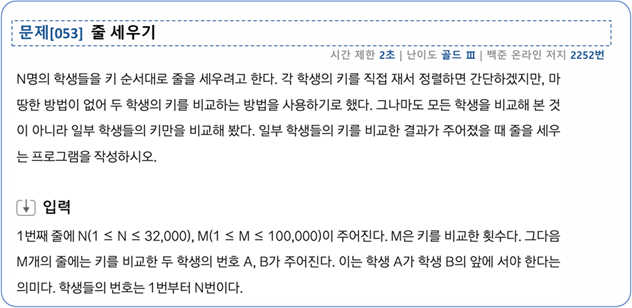 문제[053] 줄 세우기
시간 제한 2초 | 난이도 골드 Ⅲ | 백준 온라인 저지 2252번
N명의 학생들을 키 순서대로 줄을 세우려고 한다. 각 학생의 키를 직접 재서 정렬하면 간단하겠지만, 마
땅한 방법이 없어 두 학생의 키를 비교하는 방법을 사용하기로 했다. 그나마도 모든 학생을 비교해 본 것
이 아니라 일부 학생들의 키만을 비교해 봤다. 일부 학생들의 키를 비교한 결과가 주어졌을 때 줄을 세우
는 프로그램을 작성하시오.
입력
1번째 줄에 N(1 ≤ N ≤ 32,000), M(1 ≤ M ≤ 100,000)이 주어진다. M은 키를 비교한 횟수다. 그다음
M개의 줄에는 키를 비교한 두 학생의 번호 A, B가 주어진다. 이는 학생 A가 학생 B의 앞에 서야 한다는
의미다. 학생들의 번호는 1번부터 N번이다.